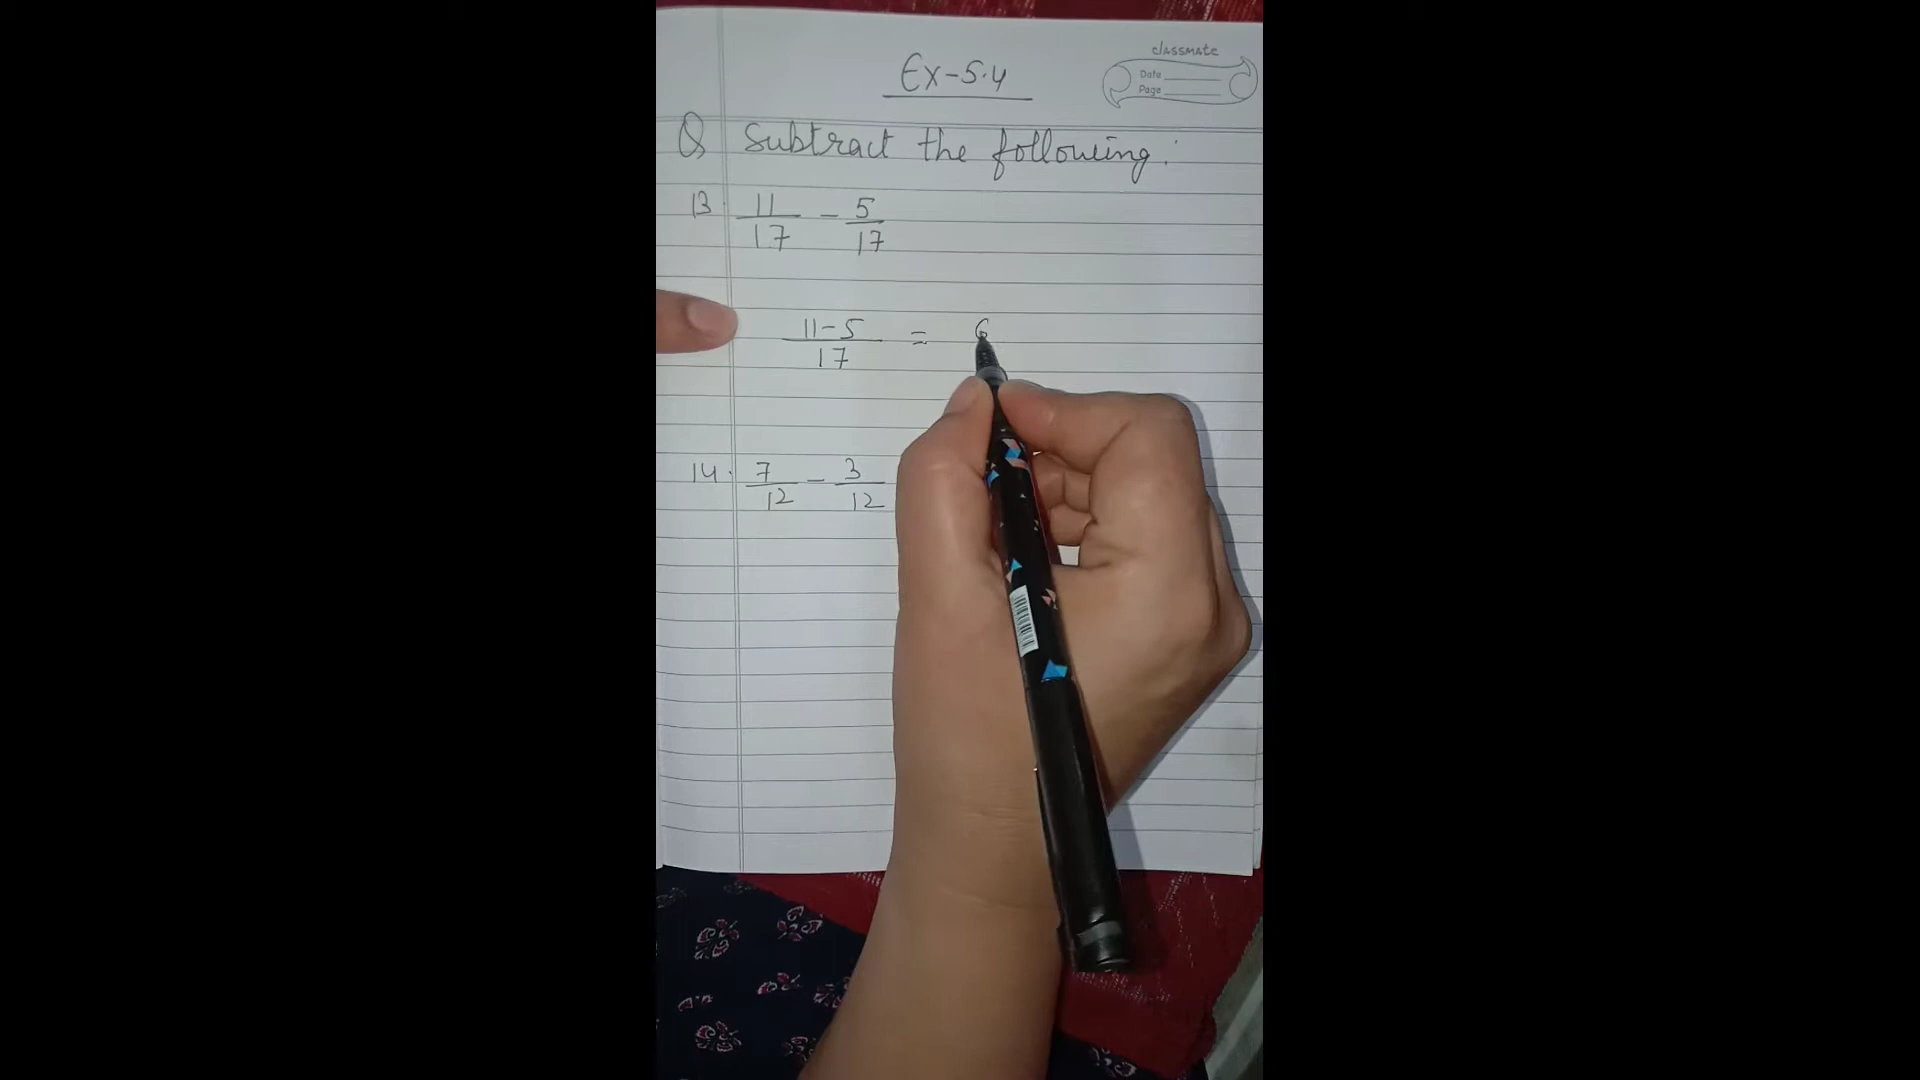 classmate
Date
Page
Ex-5.4
Q Subtract the following:
13. 11/17 - 5/17
11-5/17 = 6
14. 7/12 - 3/12